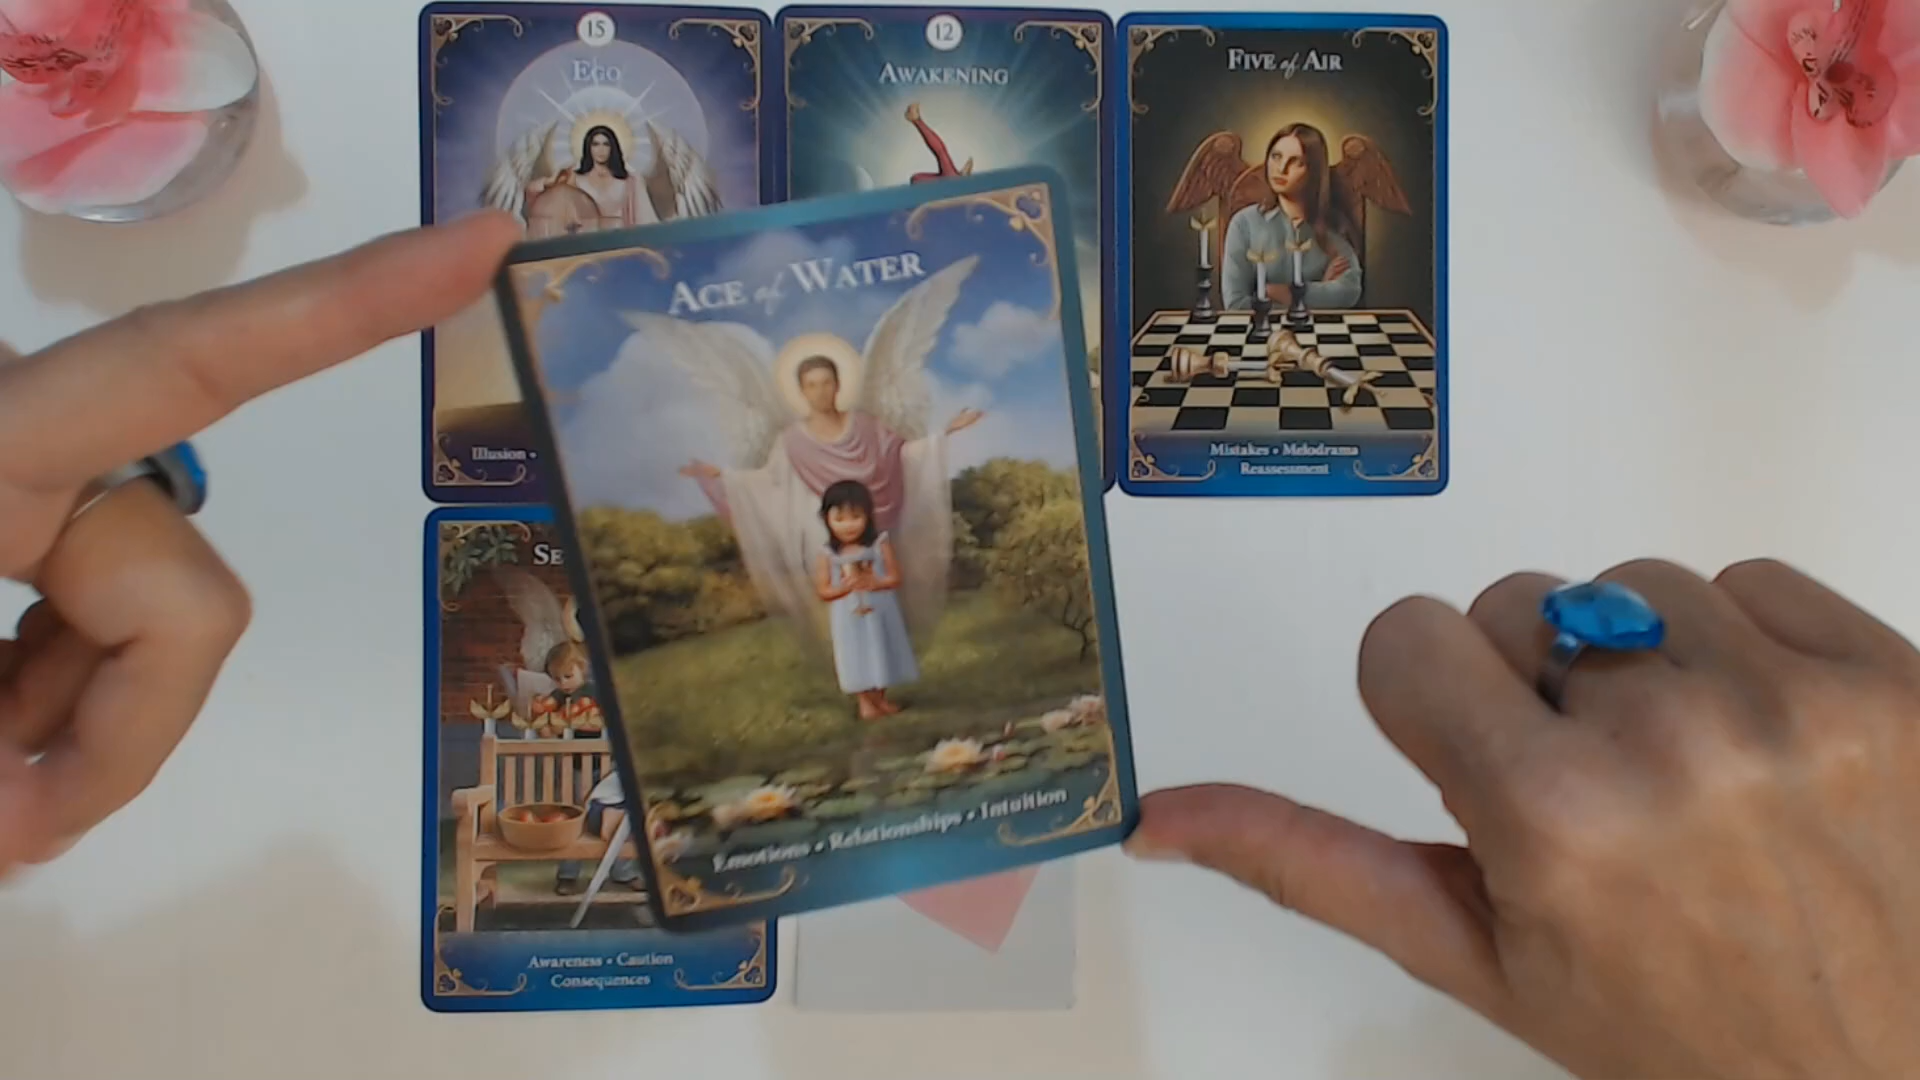 15
EGO
12
AWAKENING
FIVE of AIR
ACE of WATER
Illusion •
Mistakes • Melodrama
Reassessment
SE
Emotions • Relationships • Intuition
Awareness • Caution
Consequences